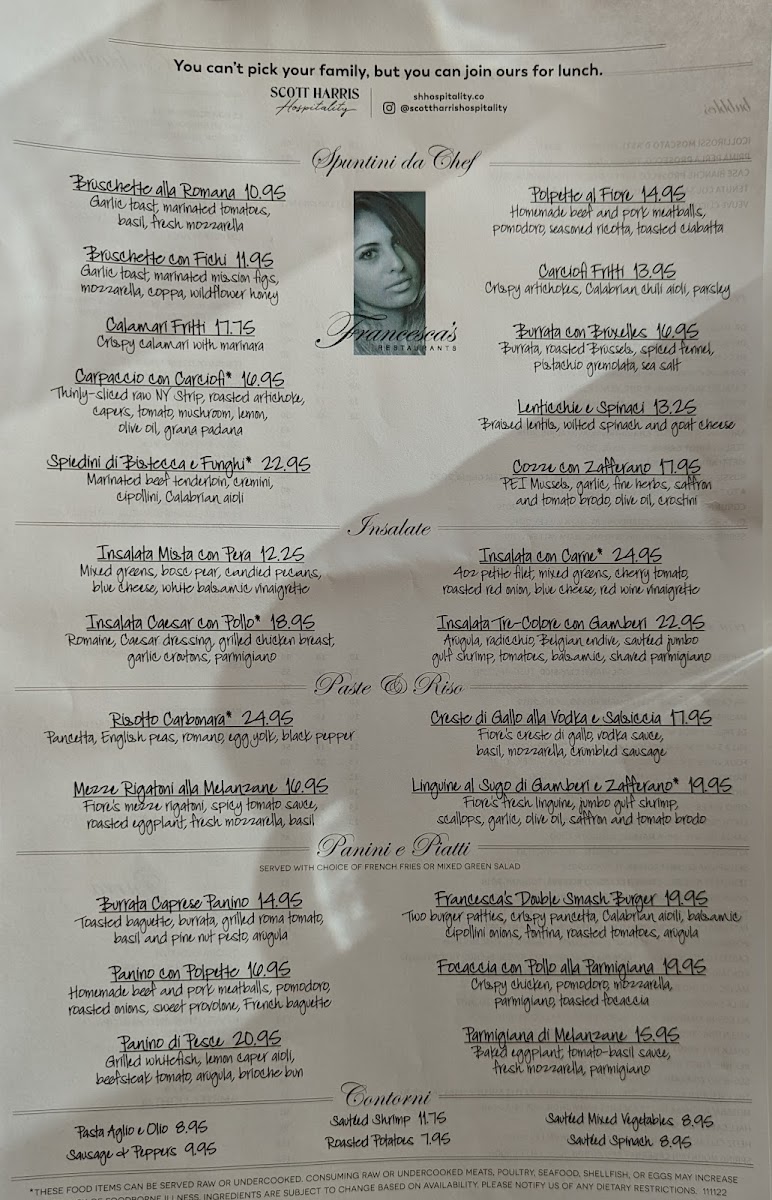 You can't pick your family, but you can join ours for lunch.
SCOTT HARRIS
Hospitality
shhospitality.co
@scottharrishospitality
Spuntini da Chef
Bruschette alla Romana 10.95
Garlic toast, marinated tomatoes,
basil, fresh mozzarella
Bruschette con Fichi 11.95
Garlic toast, marinated mission figs,
mozzarella, coppa, wildflower honey
Calamari Fritti 17.75
Crispy calamari with marinara
Carpaccio con Carciofi* 16.95
Thinly-sliced raw NY Strip, roasted artichoke,
capers, tomato, mushroom, lemon,
olive oil, grana padana
Spiedini di Bistecca e Funghi* 22.95
Marinated beef tenderloin, cremini,
cipollini, Calabrian aioli
Francesca's
RESTAURANTS
Polpette al Fiore 14.95
Homemade beef and pork meatballs,
pomodoro, seasoned ricotta, toasted ciabatta
Carciofi Fritti 13.95
Crispy artichokes, Calabrian chili aioli, parsley
Burrata con Bruxelles 16.95
Burrata, roasted Brussels, spiced fennel,
pistachio gremolata, sea salt
Lenticchie e Spinaci 13.25
Braised lentils, wilted spinach and goat cheese
Cozze con Zafferano 17.95
PEI Mussels, garlic, fine herbs, saffron
and tomato brodo, olive oil, crostini
Insalate
Insalata Mista con Pera 12.25
Mixed greens, bosc pear, candied pecans,
blue cheese, white balsamic vinaigrette
Insalata Caesar con Pollo* 18.95
Romaine, Caesar dressing, grilled chicken breast,
garlic croutons, parmigiano
Insalata con Carne* 24.95
4oz petite filet, mixed greens, cherry tomato,
roasted red onion, blue cheese, red wine vinaigrette
Insalata Tre-Colore con Gamberi 22.95
Arugula, radicchio, Belgian endive, sautéed jumbo
gulf shrimp, tomatoes, balsamic, shaved parmigiano
Paste & Riso
Risotto Carbonara* 24.95
Pancetta, English peas, romano, egg yolk, black pepper
Mezze Rigatoni alla Melanzane 16.95
Fiore's mezze rigatoni, spicy tomato sauce,
roasted eggplant, fresh mozzarella, basil
Creste di Gallo alla Vodka e Salsiccia 17.95
Fiore's creste di gallo, vodka sauce,
basil, mozzarella, crumbled sausage
Linguine al Sugo di Gamberi e Zafferano* 19.95
Fiore's fresh linguine, jumbo gulf shrimp,
scallops, garlic, olive oil, saffron and tomato brodo
Panini e Piatti
SERVED WITH CHOICE OF FRENCH FRIES OR MIXED GREEN SALAD
Burrata Caprese Panino 14.95
Toasted baguette, burrata, grilled roma tomato,
basil and pine nut pesto, arugula
Panino con Polpette 16.95
Homemade beef and pork meatballs, pomodoro,
roasted onions, sweet provolone, French baguette
Panino di Pesce 20.95
Grilled whitefish, lemon caper aioli,
beefsteak tomato, arugula, brioche bun
Francesca's Double Smash Burger 19.95
Two burger patties, crispy pancetta, Calabrian aioili, balsamic
cipollini onions, fontina, roasted tomatoes, arugula
Focaccia con Pollo alla Parmigiana 19.95
Crispy chicken, pomodoro, mozzarella,
parmigiano, toasted focaccia
Parmigiana di Melanzane 15.95
Baked eggplant, tomato-basil sauce,
fresh mozzarella, parmigiano
Contorni
Pasta Aglio e Olio 8.95
Sausage & Peppers 9.95
Sautéed Shrimp 11.75
Roasted Potatoes 7.95
Sautéed Mixed Vegetables 8.95
Sautéed Spinach 8.95
*THESE FOOD ITEMS CAN BE SERVED RAW OR UNDERCOOKED. CONSUMING RAW OR UNDERCOOKED MEATS, POULTRY, SEAFOOD, SHELLFISH, OR EGGS MAY INCREASE
OF FOODBORNE ILLNESS. INGREDIENTS ARE SUBJECT TO CHANGE BASED ON AVAILABILITY. PLEASE NOTIFY US OF ANY DIETARY RESTRICTIONS. 111122